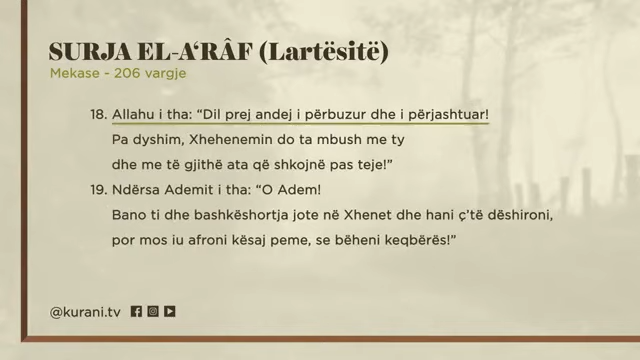 SURJA EL-A‘RÂF (Lartësitë)
Mekase - 206 vargje
18. Allahu i tha: “Dil prej andej i përbuzur dhe i përjashtuar!
Pa dyshim, Xhehenemin do ta mbush me ty
dhe me të gjithë ata që shkojnë pas teje!”
19. Ndërsa Ademit i tha: “O Adem!
Bano ti dhe bashkëshortja jote në Xhenet dhe hani ç’të dëshironi,
por mos iu afroni kësaj peme, se bëheni keqbërës!”
@kurani.tv